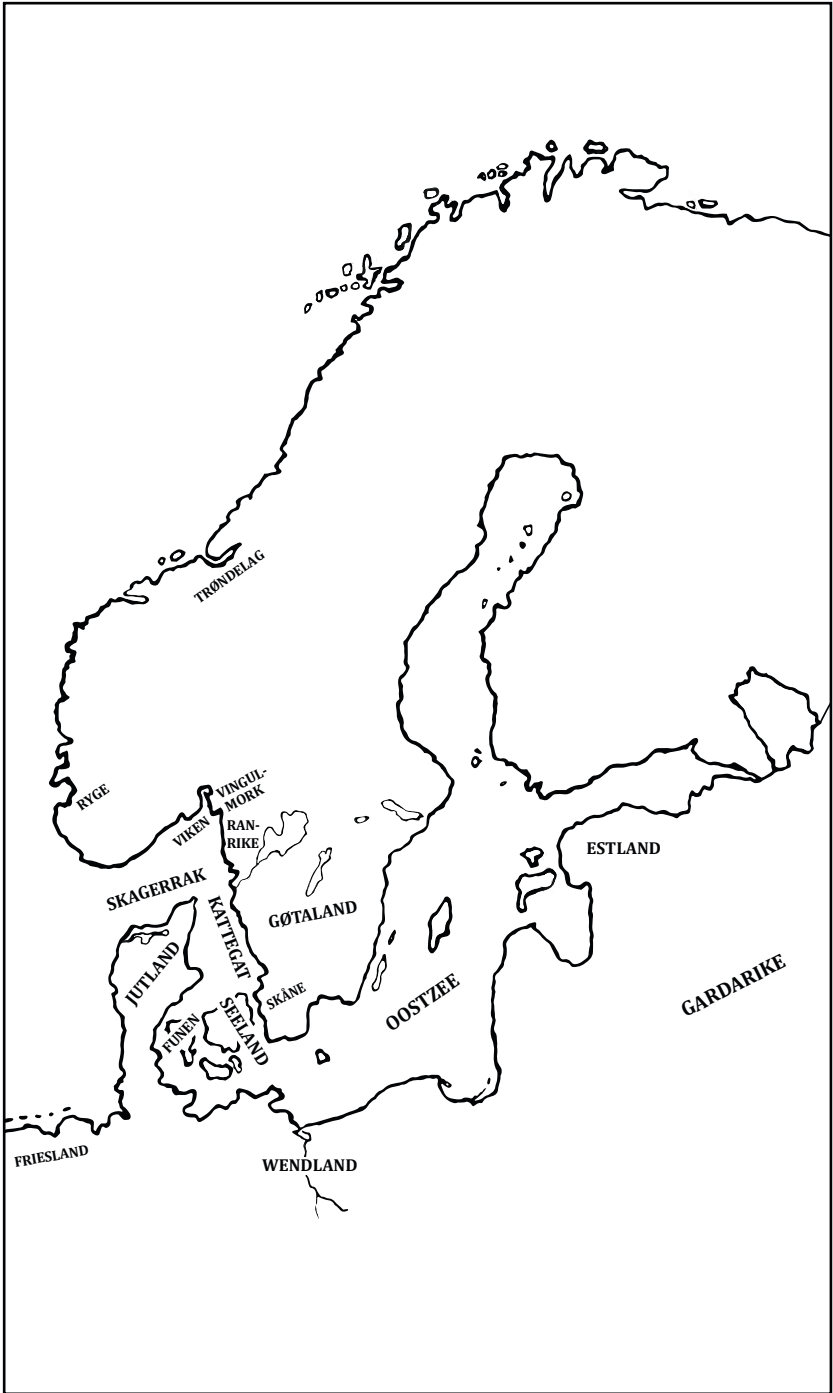 TRØNDELAG
RYGE
VINGUL-
MORK
VIKEN
RAN-
RIKE
ESTLAND
SKAGERRAK
GØTALAND
KATTEGAT
JUTLAND
GARDARIKE
SKÅNE
OOSTZEE
SEELAND
FUNEN
FRIESLAND
WENDLAND